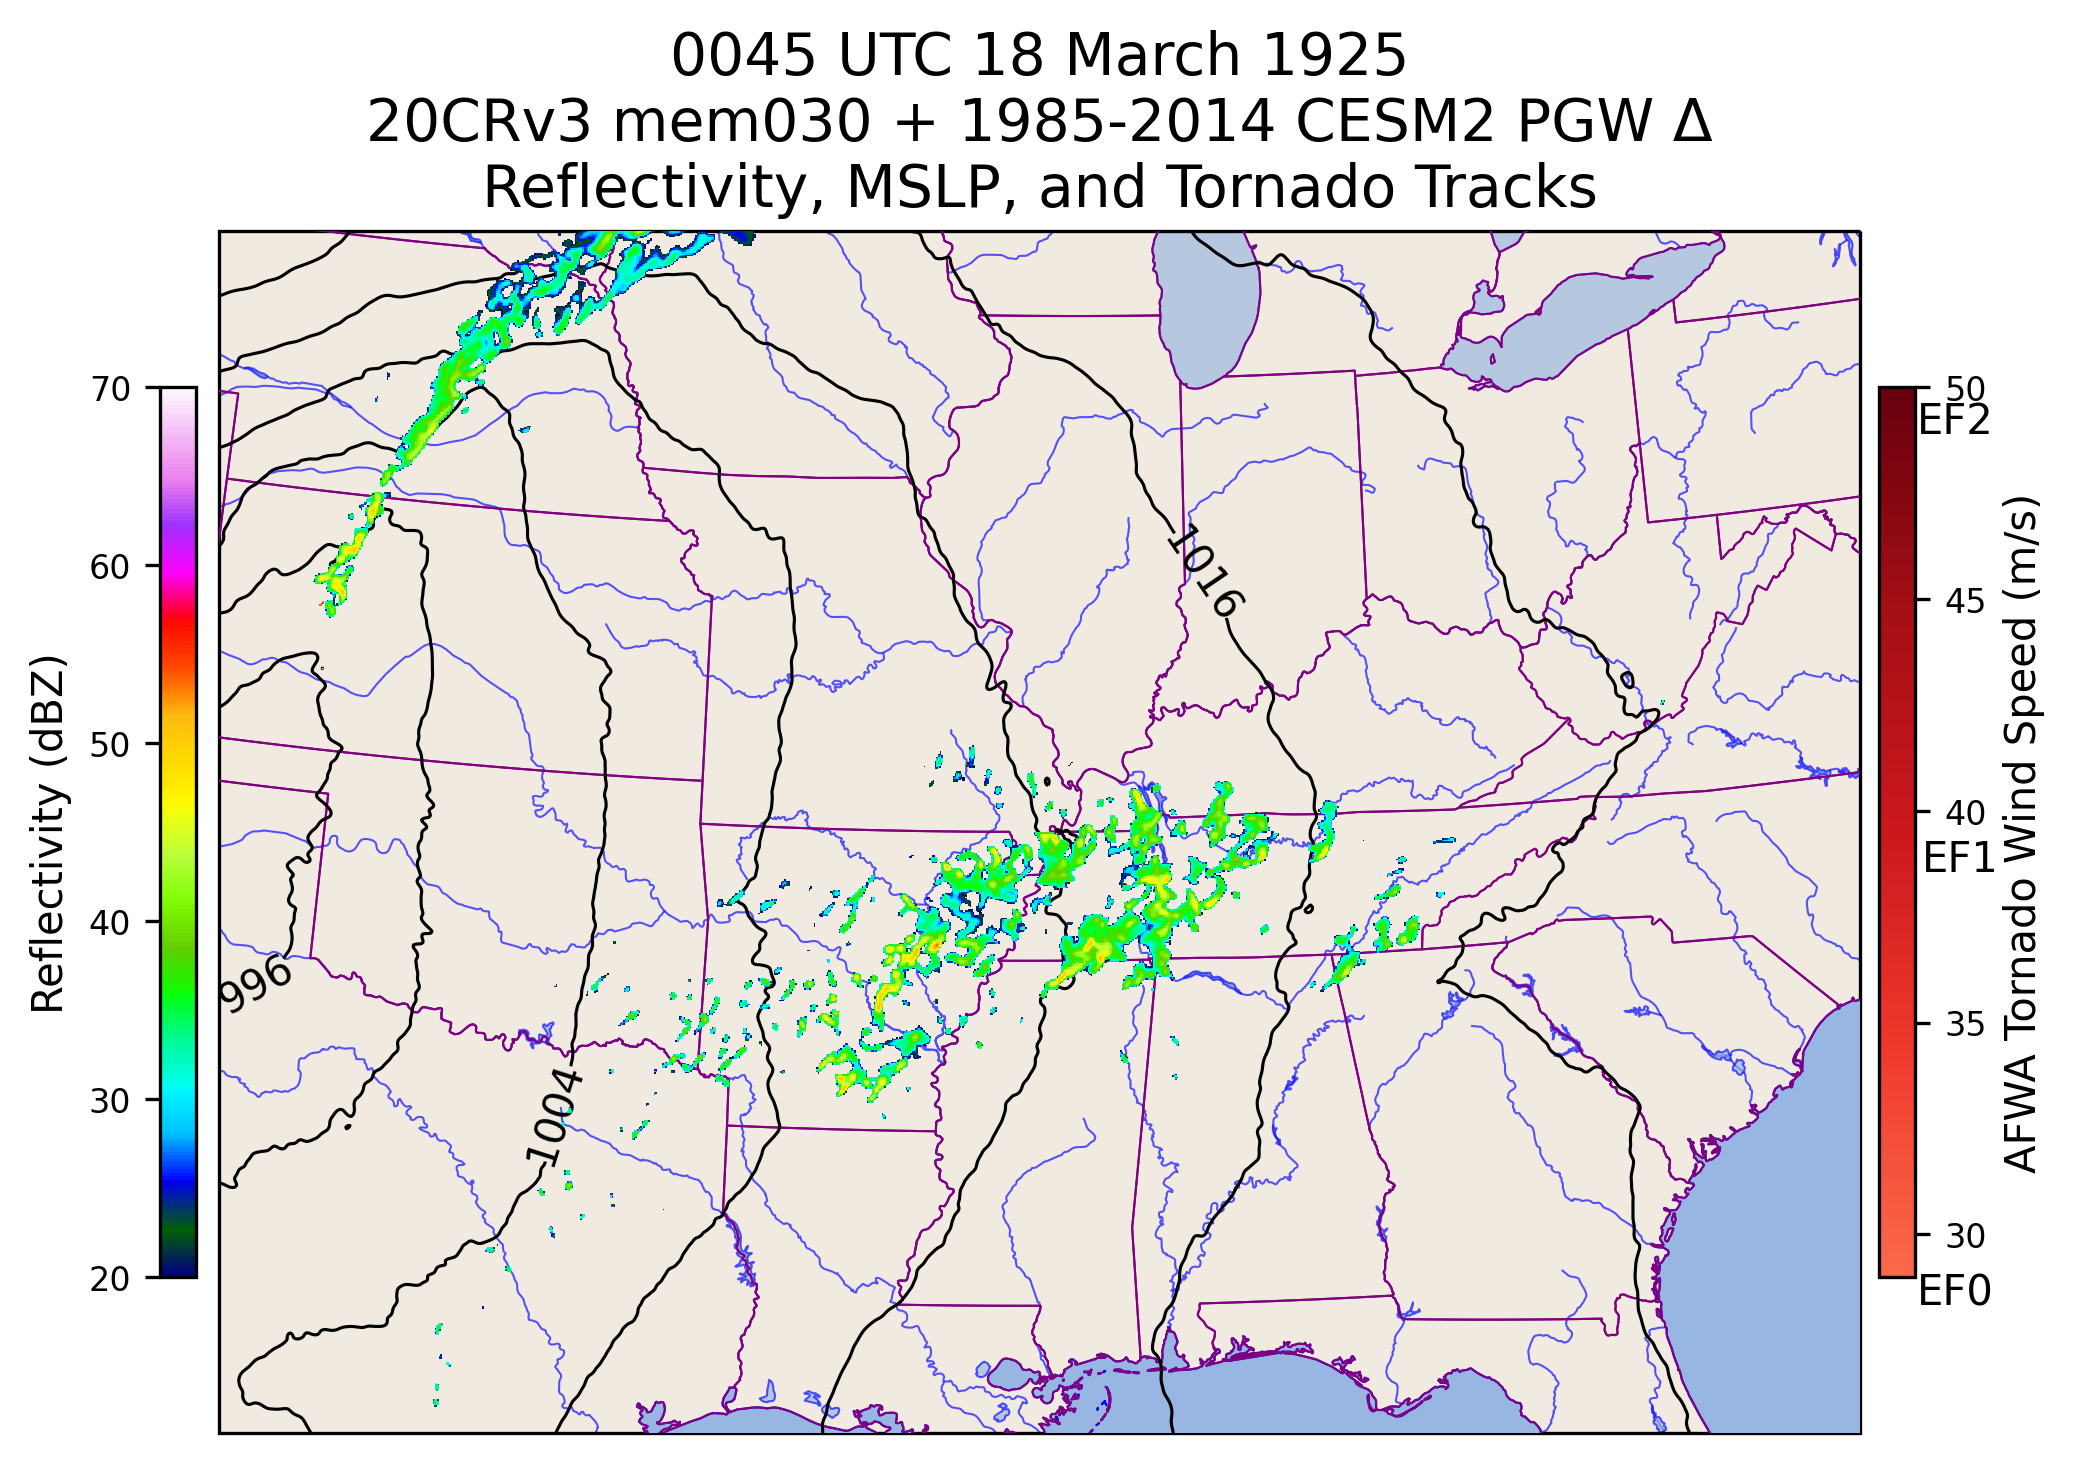 0045 UTC 18 March 1925
20CRv3 mem030 + 1985-2014 CESM2 PGW Δ
Reflectivity, MSLP, and Tornado Tracks
70
60
50
40
30
20
Reflectivity (dBZ)
1016
996
1004
50
EF2
45
40
EF1
35
30
EF0
AFWA Tornado Wind Speed (m/s)